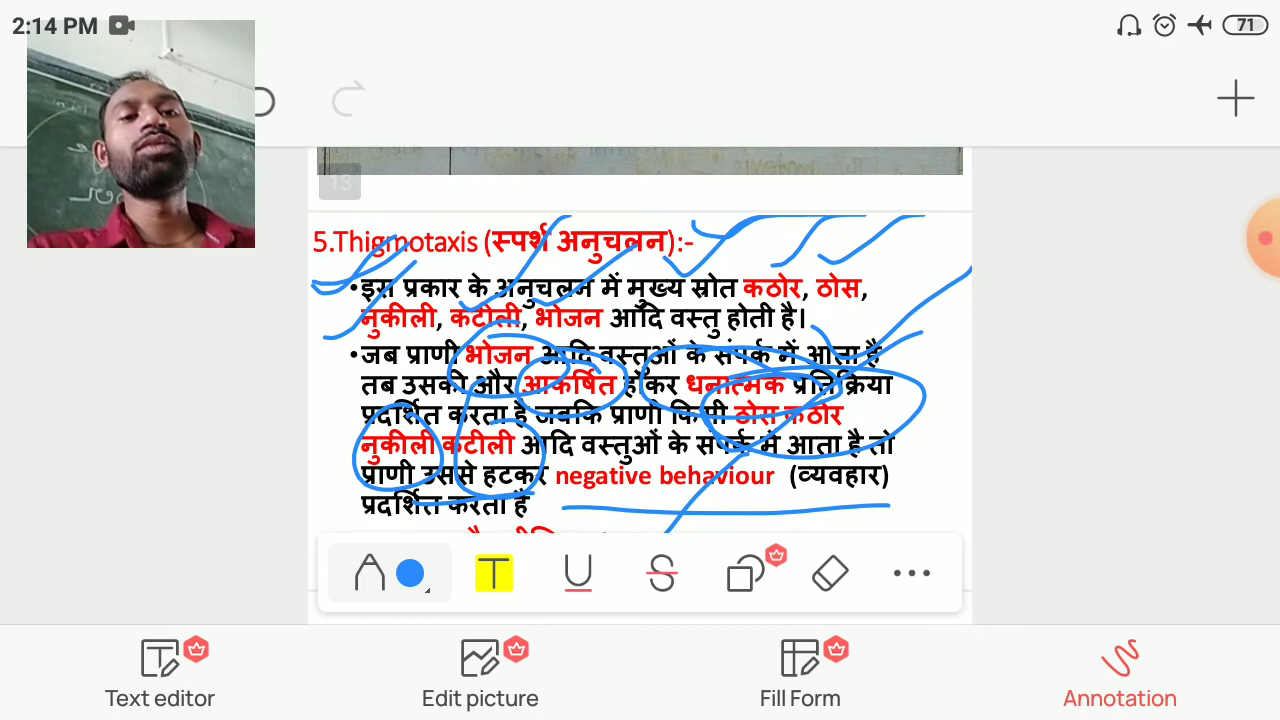 2:14 PM
71
13
5.Thigmotaxis (स्पर्श अनुचलन):-
•इस प्रकार के अनुचलन में मुख्य स्रोत कठोर, ठोस,
नुकीली, कटीली, भोजन आदि वस्तु होती है।
•जब प्राणी भोजन आदि वस्तुओं के संपर्क में आता है
तब उसकी और आकर्षित होकर धनात्मक प्रतिक्रिया
प्रदर्शित करता है जबकि प्राणी किसी ठोस कठोर
नुकीली कटीली आदि वस्तुओं के संपर्क मे आता है तो
प्राणी उससे हटकर negative behaviour (व्यवहार)
प्रदर्शित करता है
T
U
S
Text editor
Edit picture
Fill Form
Annotation